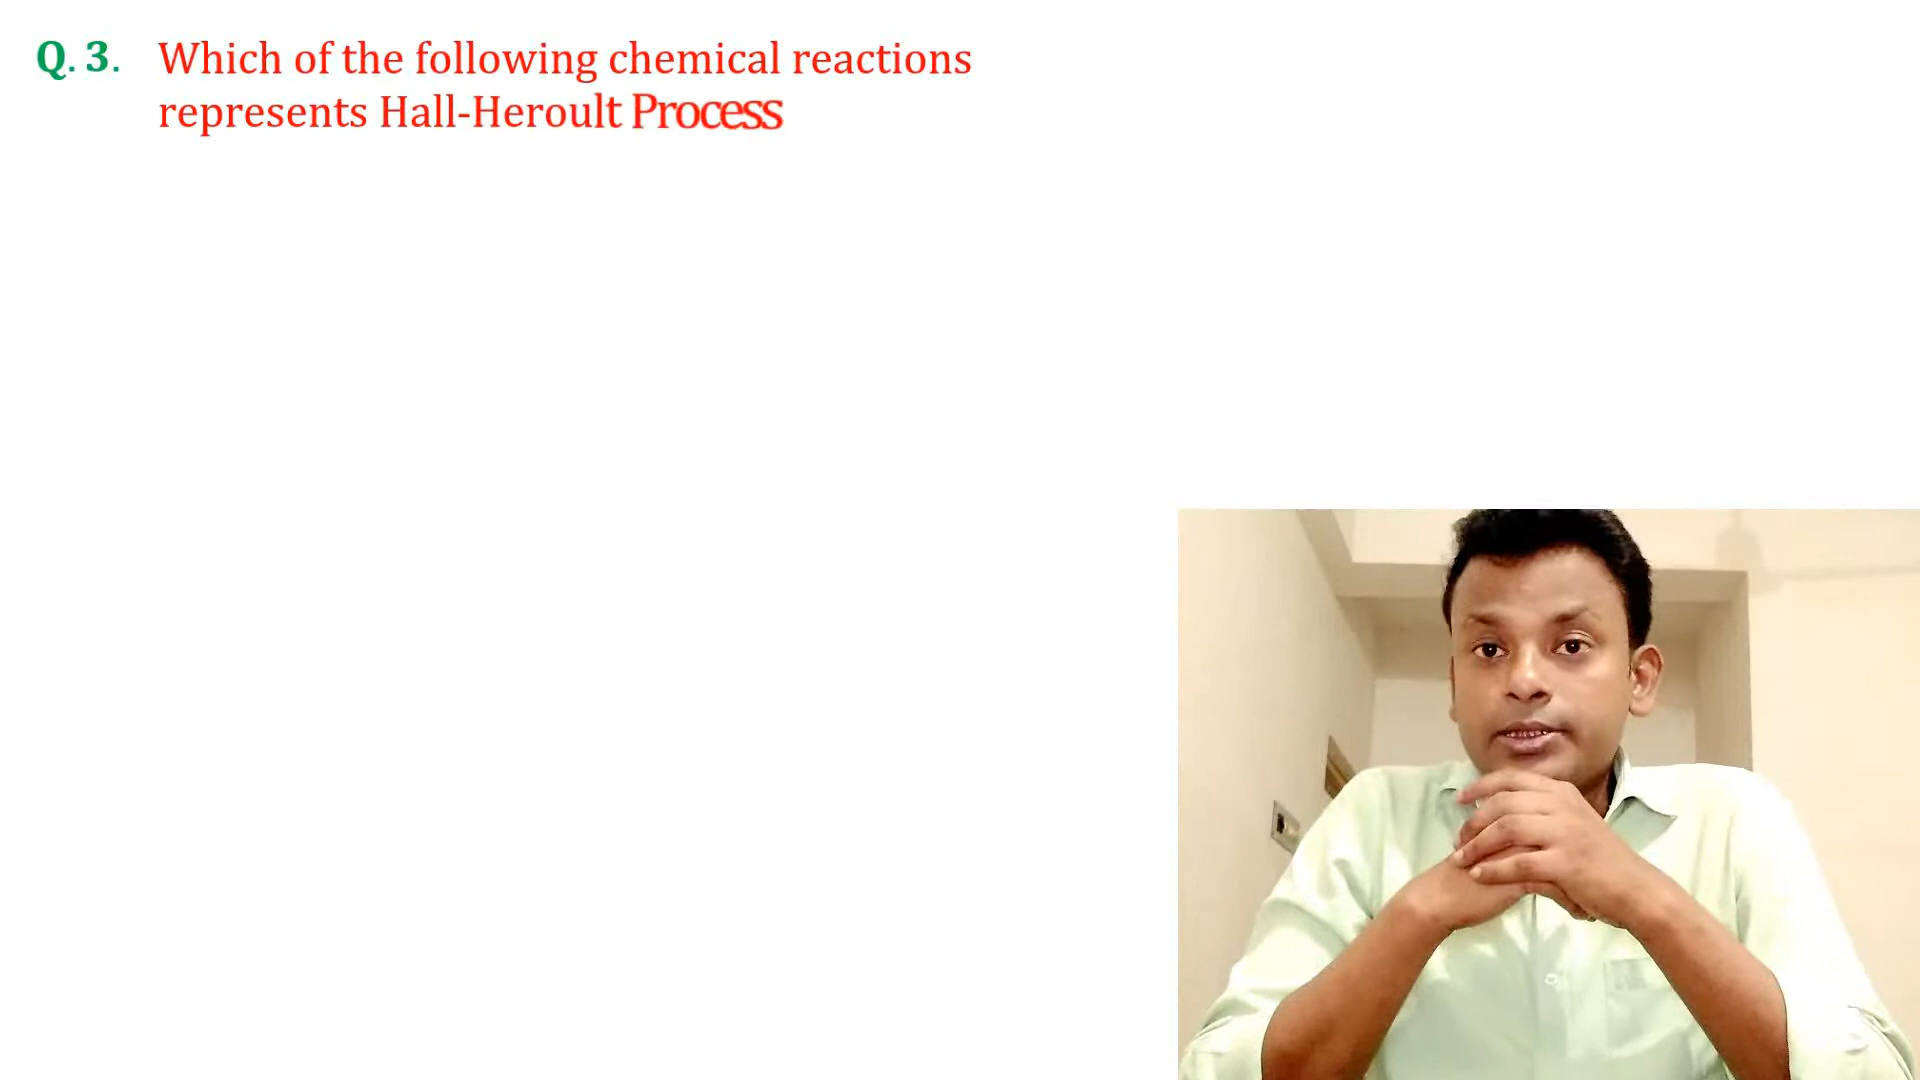 Q. 3. Which of the following chemical reactions
represents Hall-Heroult Process